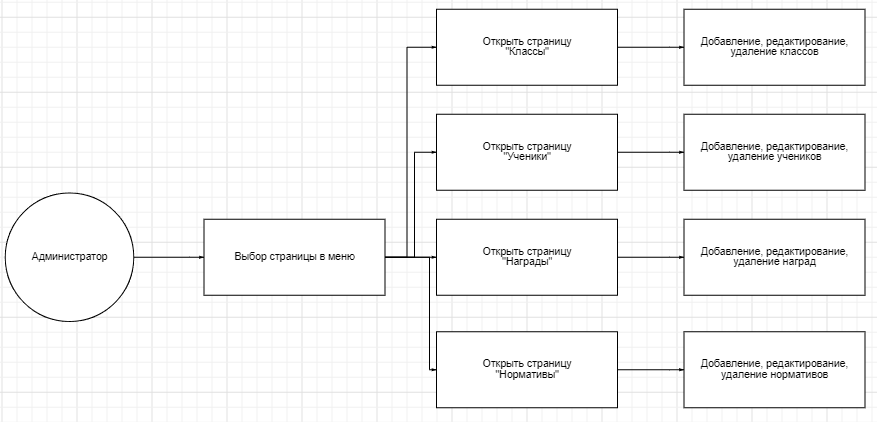 Администратор
Выбор страницы в меню
Открыть страницу
"Классы"
Добавление, редактирование,
удаление классов
Открыть страницу
"Ученики"
Добавление, редактирование,
удаление учеников
Открыть страницу
"Награды"
Добавление, редактирование,
удаление наград
Открыть страницу
"Нормативы"
Добавление, редактирование,
удаление нормативов